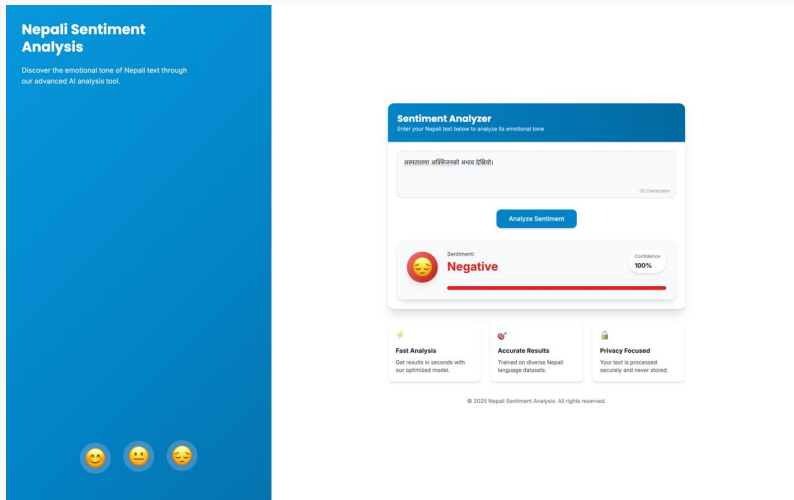 Nepali Sentiment
Analysis
Discover the emotional tone of Nepali text through
our advanced AI analysis tool.
Sentiment Analyzer
Enter your Nepali text below to analyze its emotional tone
अस्पतालमा अक्सिजनको अभाव देखियो।
32 characters
Analyze Sentiment
Sentiment:
Negative
Confidence
100%
Fast Analysis
Get results in seconds with
our optimized model.
Accurate Results
Trained on diverse Nepali
language datasets.
Privacy Focused
Your text is processed
securely and never stored.
© 2025 Nepali Sentiment Analysis. All rights reserved.